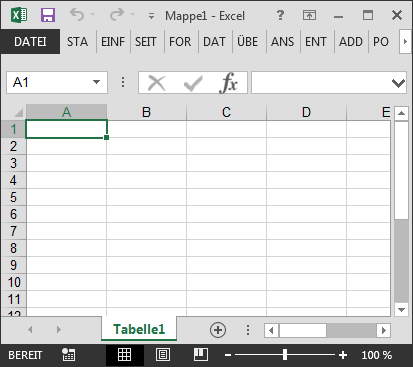 Mappe1 - Excel
DATEI STA EINF SEIT FOR DAT ÜBE ANS ENT ADD PO
A1 fx
A B C D E
1
2
3
4
5
6
7
8
9
10
11
12
Tabelle1
BEREIT 100 %